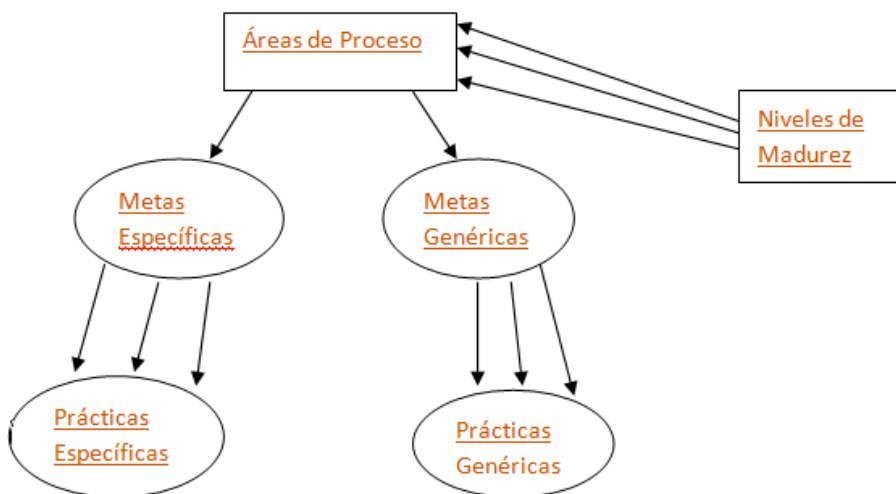 Áreas de Proceso
Niveles de
Madurez
Metas
Específicas
Metas
Genéricas
Prácticas
Específicas
Prácticas
Genéricas